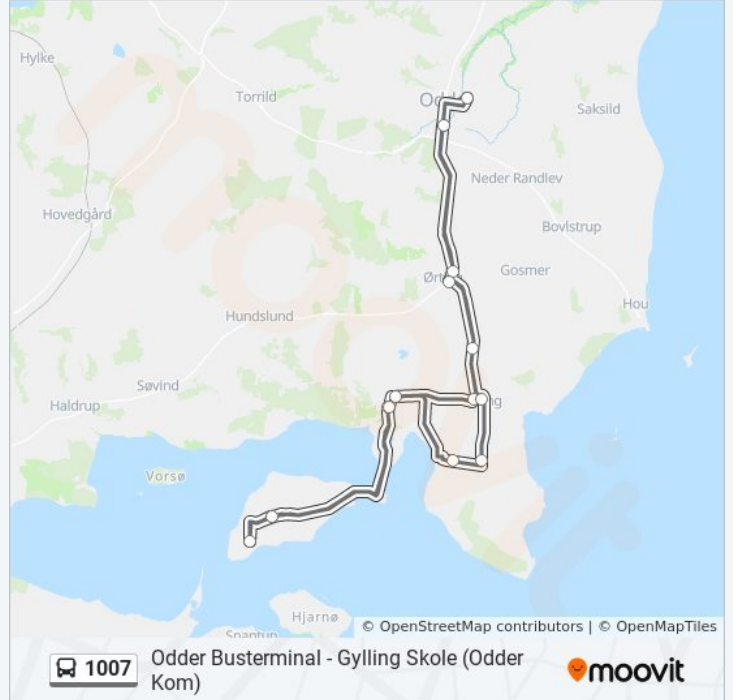 Hylke
Torrild
Saksild
Neder Randlev
Hovedgård
Bovlstrup
Gosmer
Hou
Hundslund
Søvind
Haldrup
Vorsø
Hjarnø
© OpenStreetMap contributors | © OpenMapTiles
1007
Odder Busterminal - Gylling Skole (Odder
Kom)
moovit